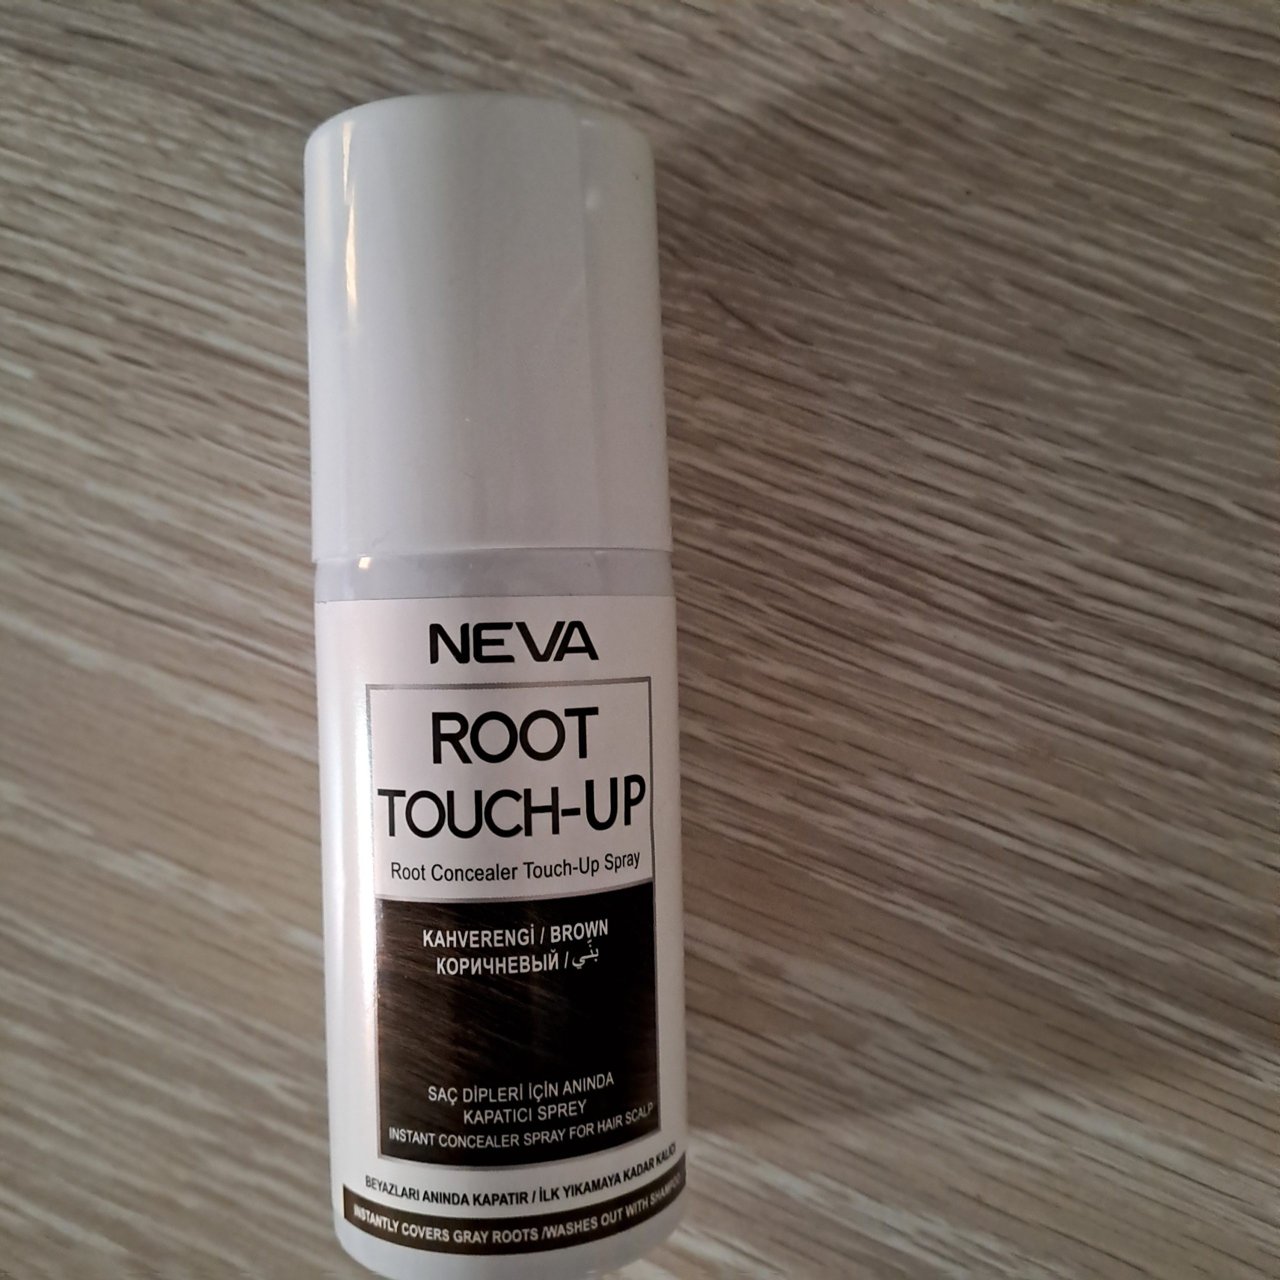 NEVA
ROOT
TOUCH-UP
Root Concealer Touch-Up Spray
KAHVERENGİ / BROWN
КОРИЧНЕВЫЙ / بنّي
SAÇ DİPLERİ İÇİN ANINDA
KAPATICI SPREY
INSTANT CONCEALER SPRAY FOR HAIR SCALP
BEYAZLARI ANINDA KAPATIR / İLK YIKAMAYA KADAR KALICI
INSTANTLY COVERS GRAY ROOTS /WASHES OUT WITH SHAMPOO